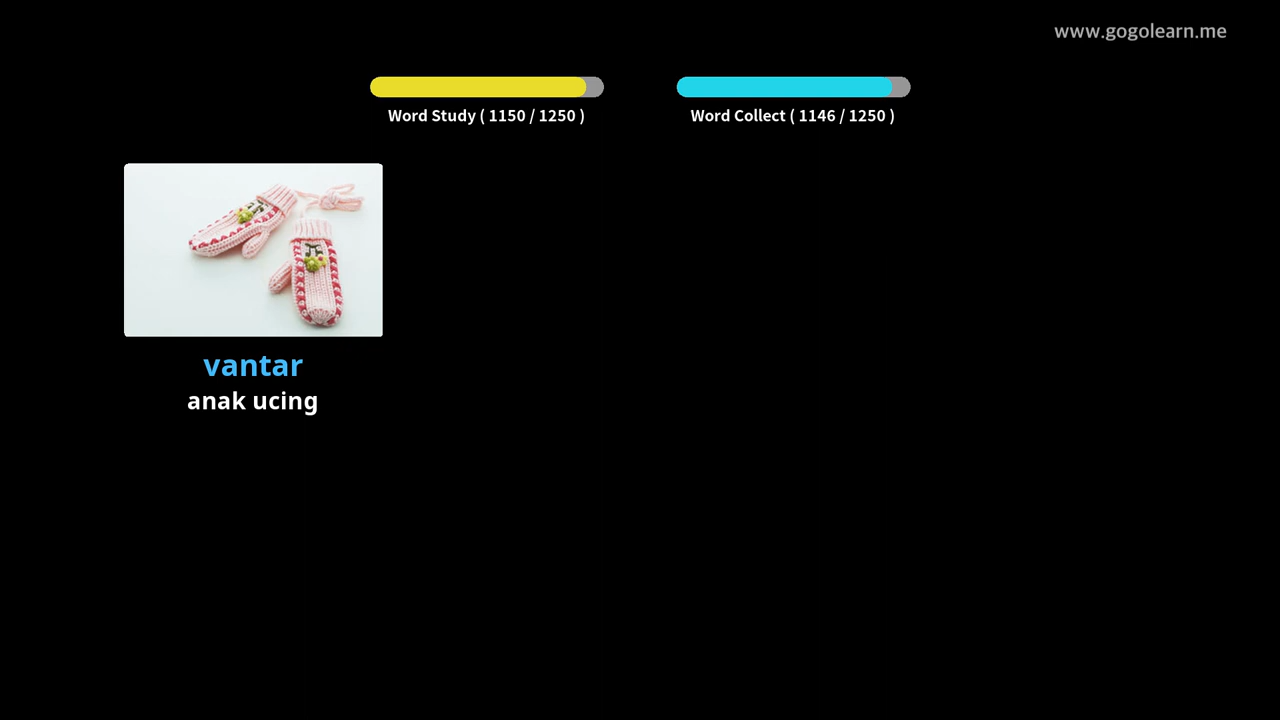 www.gogolearn.me
Word Study ( 1150 / 1250 )
Word Collect ( 1146 / 1250 )
vantar
anak ucing